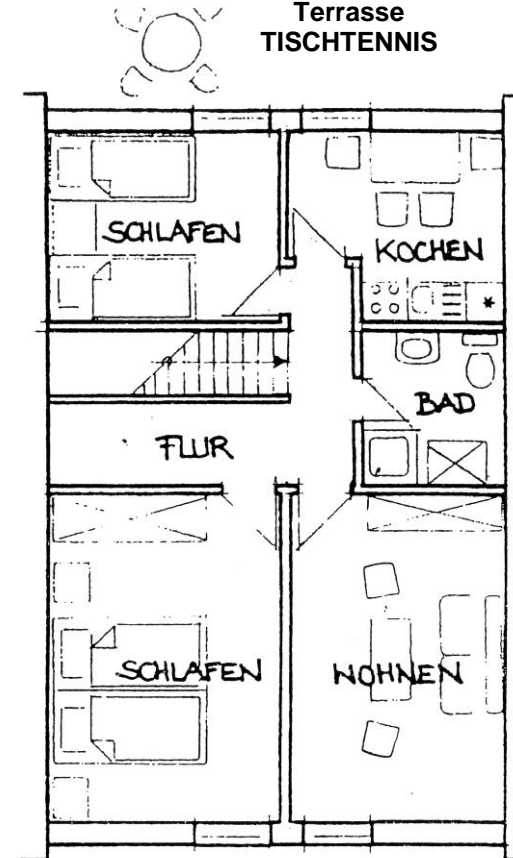 Terrasse
TISCHTENNIS
SCHLAFEN
KOCHEN
*
BAD
FLUR
SCHLAFEN
WOHNEN